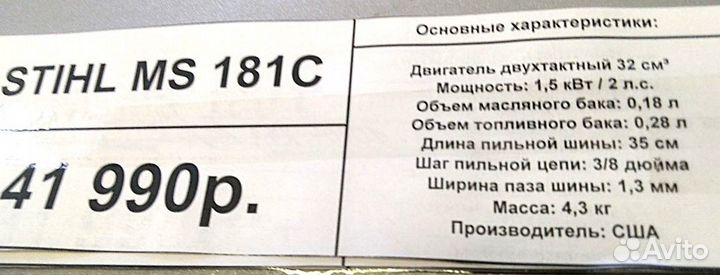 STIHL MS 181C
41 990р.
Основные характеристики:
Двигатель двухтактный 32 см³
Мощность: 1,5 кВт / 2 л.с.
Объем масляного бака: 0,18 л
Объем топливного бака: 0,28 л
Длина пильной шины: 35 см
Шаг пильной цепи: 3/8 дюйма
Ширина паза шины: 1,3 мм
Масса: 4,3 кг
Производитель: США
Avito